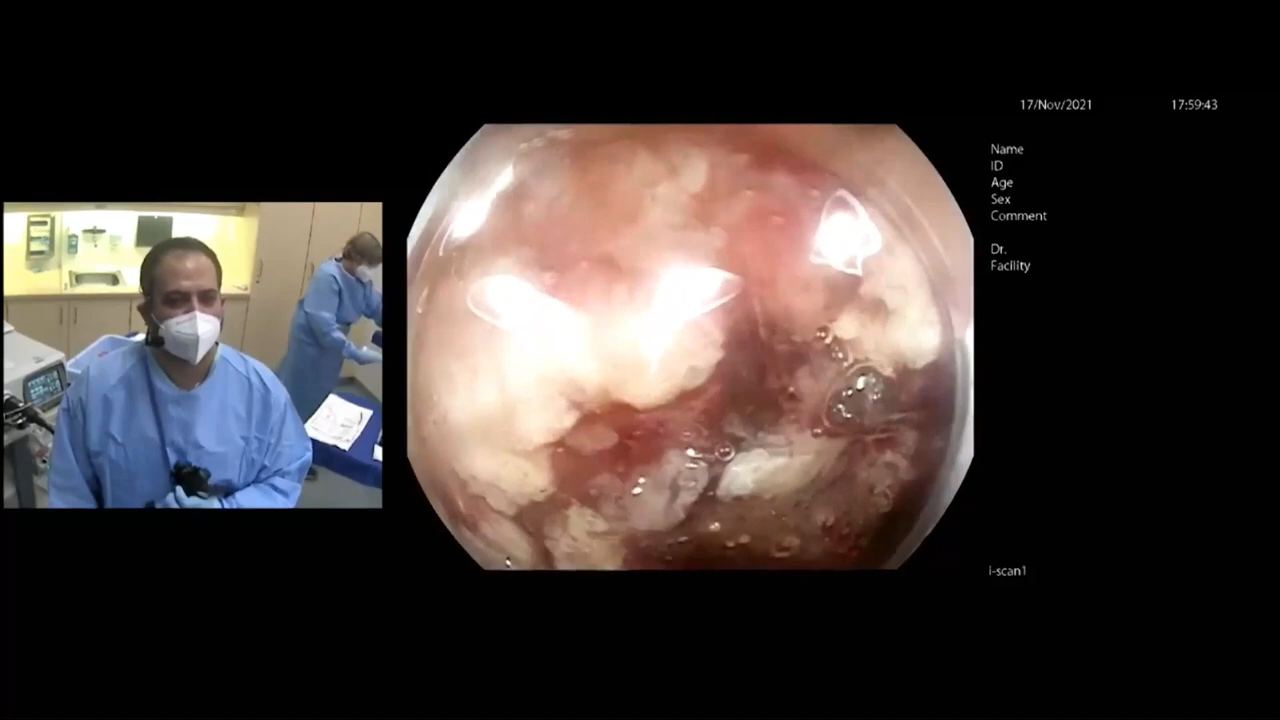 17/Nov/2021 17:59:43
Name
ID
Age
Sex
Comment
Dr.
Facility
i-scan1